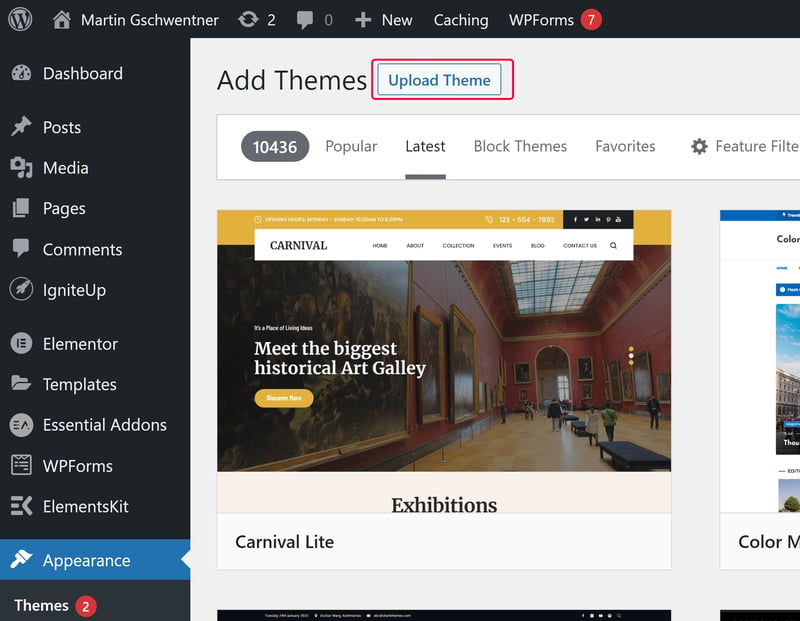 Martin Gschwentner 2 0 New Caching WPForms 7
Dashboard
Posts
Media
Pages
Comments
IgniteUp
Elementor
Templates
Essential Addons
WPForms
ElementsKit
Appearance
Themes 2
Add Themes Upload Theme
10436 Popular Latest Block Themes Favorites Feature Filte
OPENING HOURS: MONDAY - SUNDAY: 10.00AM TO 6.00PM 123 - 654 - 7892
CARNIVAL HOME ABOUT COLLECTION EVENTS BLOG CONTACT US
It's a Place of Living Ideas
Meet the biggest
historical Art Galley
Discover More
Exhibitions
Carnival Lite
Color
HOME
Thou
EDITO
Color M